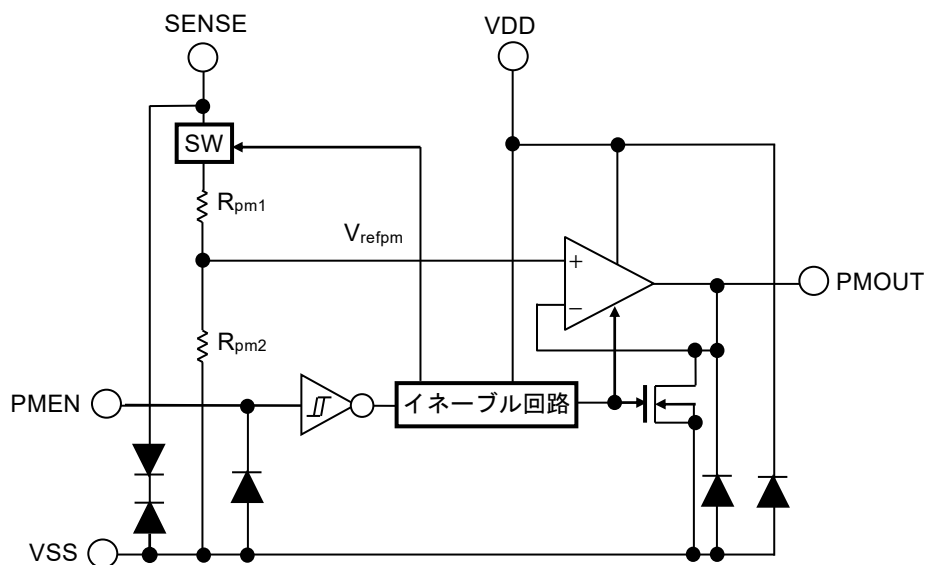 SENSE
VDD
SW
Rpm1
Vrefpm
+
PMOUT
−
Rpm2
PMEN
イネーブル回路
VSS